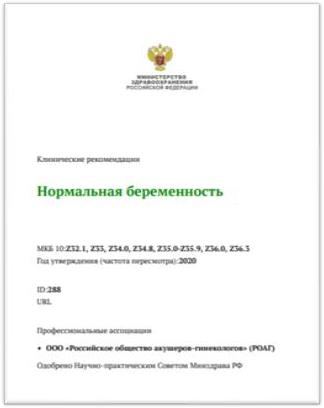 МИНИСТЕРСТВО
ЗДРАВООХРАНЕНИЯ
РОССИЙСКОЙ ФЕДЕРАЦИИ
Клинические рекомендации
Нормальная беременность
МКБ 10:Z32.1, Z33, Z34.0, Z34.8, Z35.0-Z35.9, Z36.0, Z36.3
Год утверждения (частота пересмотра):2020
ID:288
URL
Профессиональные ассоциации
• ООО «Российское общество акушеров-гинекологов» (РОАГ)
Одобрено Научно-практическим Советом Минздрава РФ